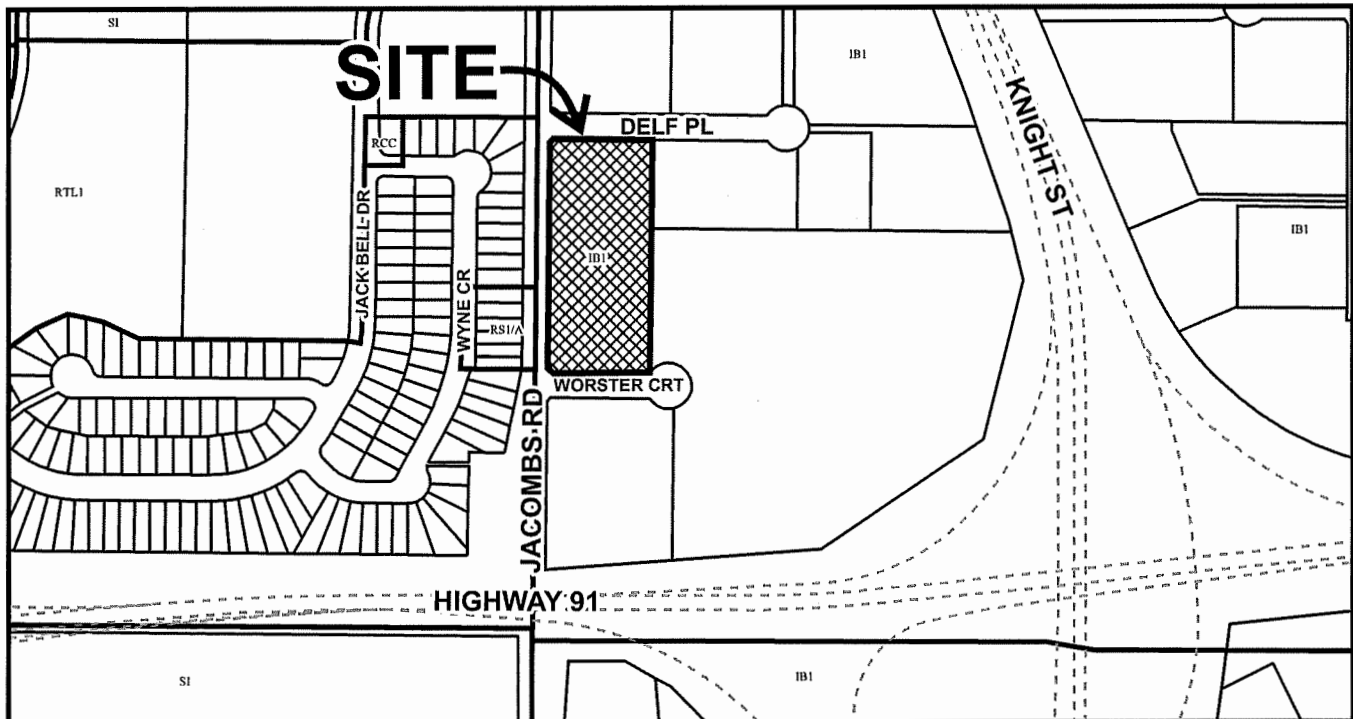 SI
IB1
SITE
KNIGHT ST
DELF PL
RCC
RTL1
JACK BELL DR
IB1
IB1
WYNE CR
RS1/A
WORSTER CRT
JACOMBS RD
HIGHWAY 91
SI
IB1